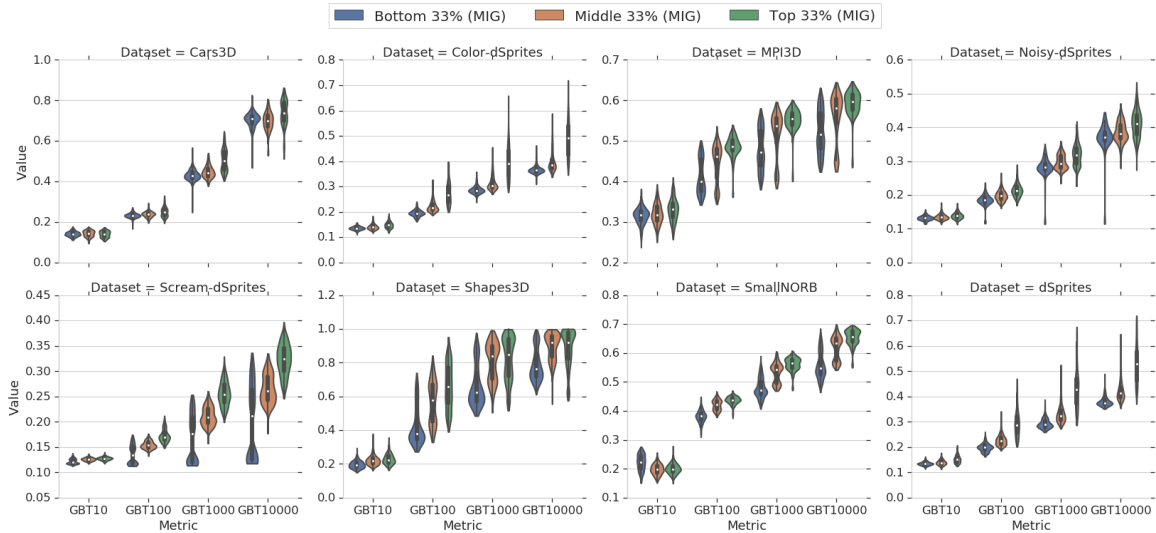 Bottom 33% (MIG) Middle 33% (MIG) Top 33% (MIG)
Dataset = Cars3D Dataset = Color-dSprites Dataset = MPI3D Dataset = Noisy-dSprites
1.0 0.8 0.7 0.6
0.7
0.8 0.6 0.5
0.6
0.6 0.5 0.5 0.4
0.4 0.4 0.3
0.4
0.3 0.2
0.2 0.2 0.3 0.1
0.1
0.0 0.0 0.2 0.0
Value
Dataset = Scream-dSprites Dataset = Shapes3D Dataset = SmallNORB Dataset = dSprites
0.45 1.2 0.8 0.8
0.40 1.0 0.7 0.7
0.35 0.6 0.6
0.30 0.8 0.5 0.5
0.25 0.6 0.4 0.4
0.20 0.4 0.3 0.3
0.15 0.2 0.2 0.2
0.10 0.1 0.1
0.05 0.0 0.0 0.0
Value
GBT10 GBT100 GBT1000 GBT10000 GBT10 GBT100 GBT1000 GBT10000 GBT10 GBT100 GBT1000 GBT10000 GBT10 GBT100 GBT1000 GBT10000
Metric Metric Metric Metric